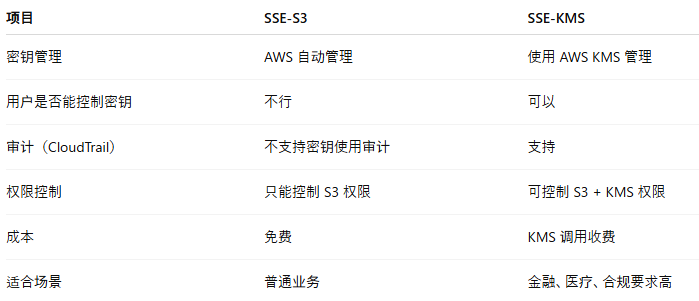 项目 SSE-S3 SSE-KMS
密钥管理 AWS 自动管理 使用 AWS KMS 管理
用户是否能控制密钥 不行 可以
审计（CloudTrail） 不支持密钥使用审计 支持
权限控制 只能控制 S3 权限 可控制 S3 + KMS 权限
成本 免费 KMS 调用收费
适合场景 普通业务 金融、医疗、合规要求高